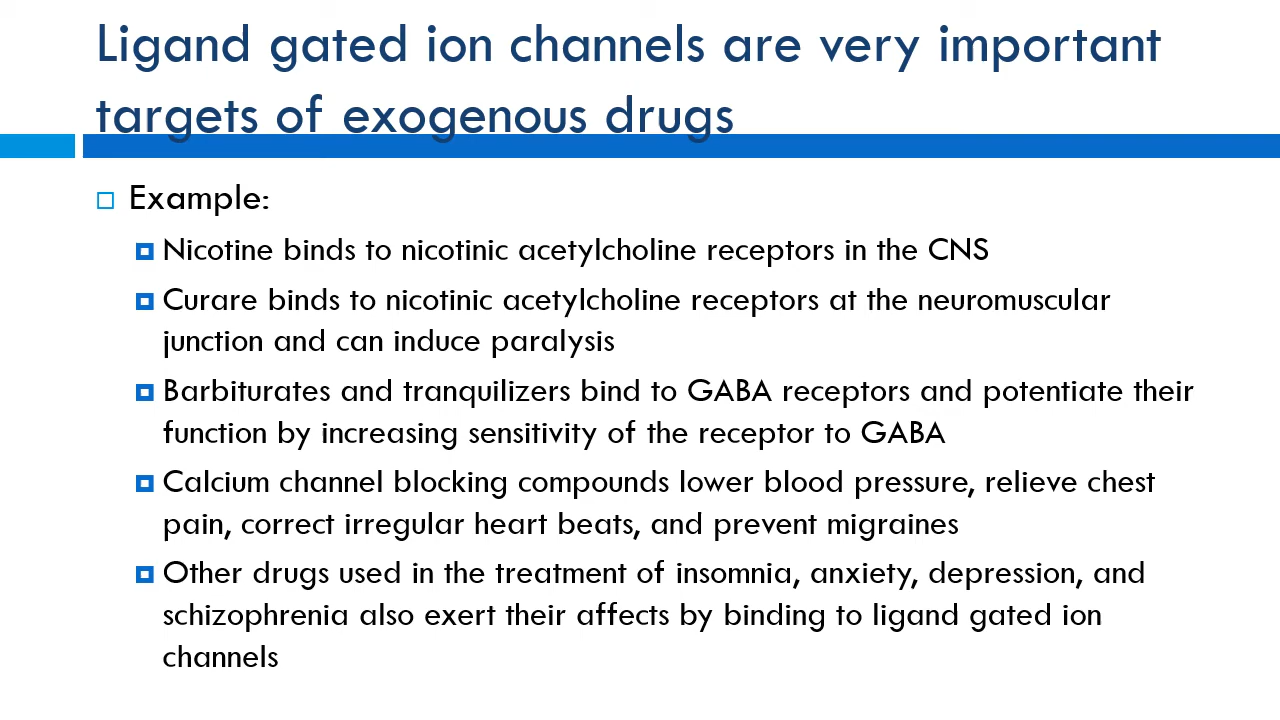 Ligand gated ion channels are very important
targets of exogenous drugs
Example:
Nicotine binds to nicotinic acetylcholine receptors in the CNS
Curare binds to nicotinic acetylcholine receptors at the neuromuscular
junction and can induce paralysis
Barbiturates and tranquilizers bind to GABA receptors and potentiate their
function by increasing sensitivity of the receptor to GABA
Calcium channel blocking compounds lower blood pressure, relieve chest
pain, correct irregular heart beats, and prevent migraines
Other drugs used in the treatment of insomnia, anxiety, depression, and
schizophrenia also exert their affects by binding to ligand gated ion
channels